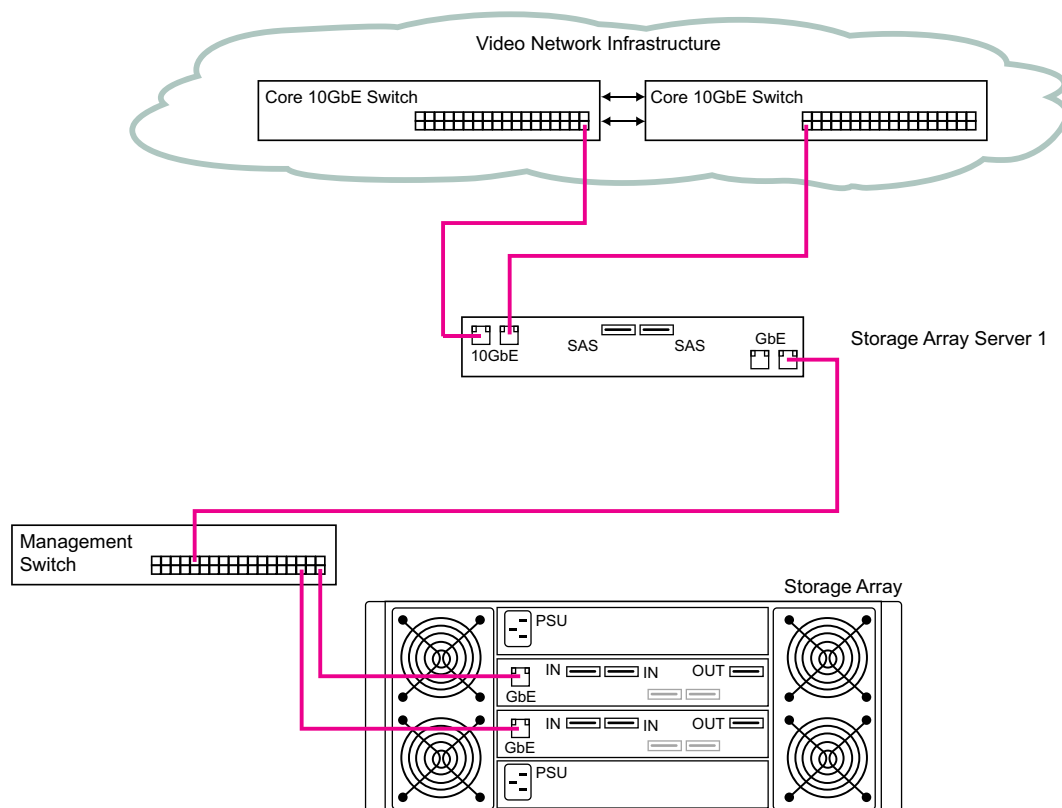 Video Network Infrastructure
Core 10GbE Switch
Core 10GbE Switch
10GbE
SAS
SAS
GbE
Storage Array Server 1
Management
Switch
Storage Array
PSU
IN
IN
OUT
GbE
IN
IN
OUT
GbE
PSU